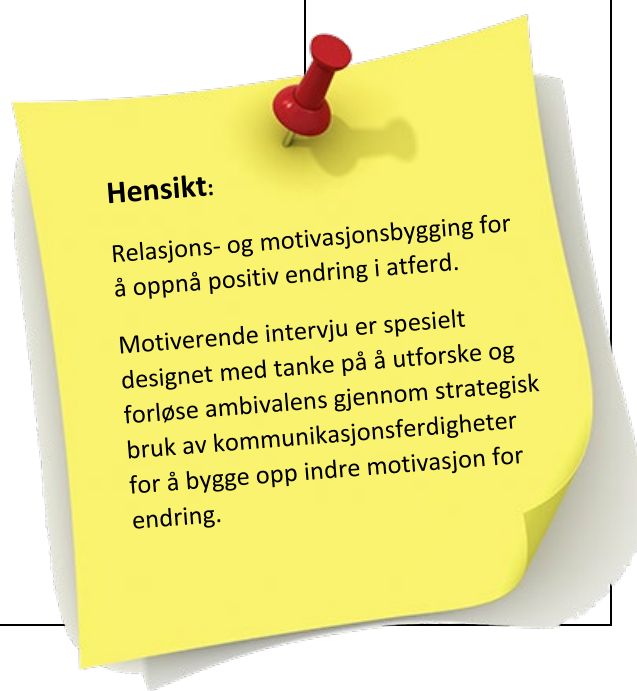 Hensikt:
Relasjons- og motivasjonsbygging for
å oppnå positiv endring i atferd.
Motiverende intervju er spesielt
designet med tanke på å utforske og
forløse ambivalens gjennom strategisk
bruk av kommunikasjonsferdigheter
for å bygge opp indre motivasjon for
endring.